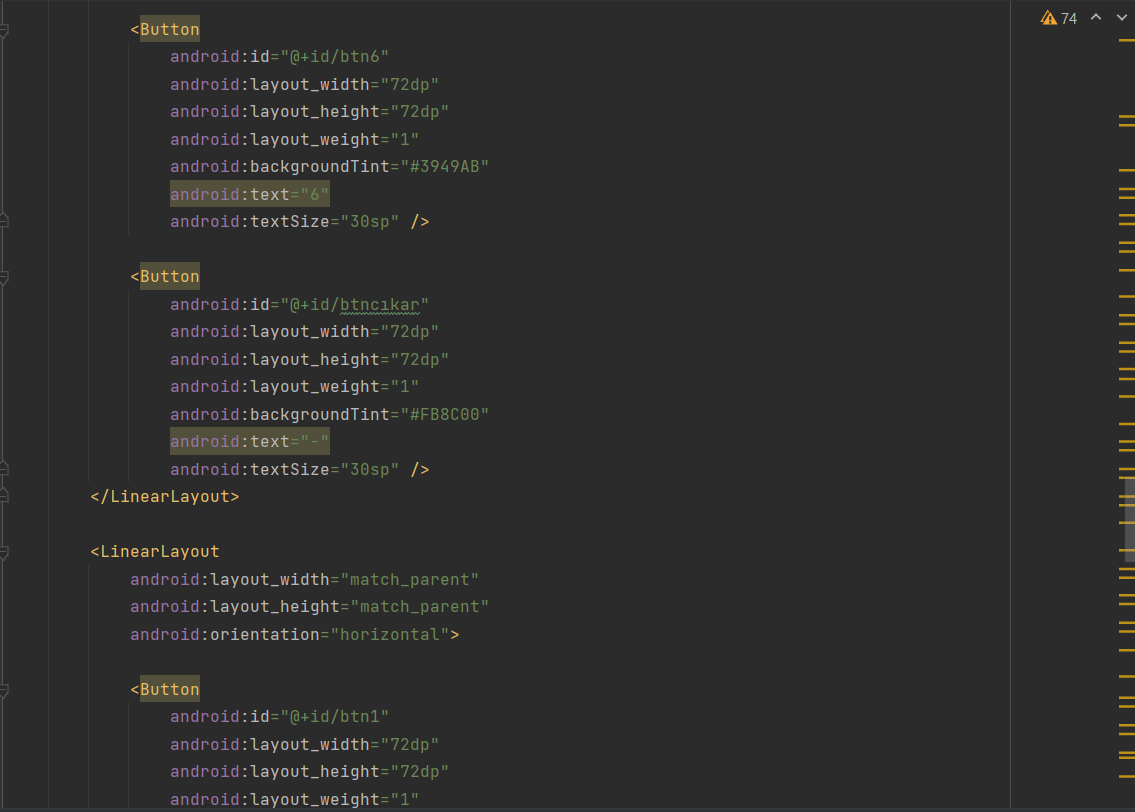 74
<Button
android:id="@+id/btn6"
android:layout_width="72dp"
android:layout_height="72dp"
android:layout_weight="1"
android:backgroundTint="#3949AB"
android:text="6"
android:textSize="30sp" />
<Button
android:id="@+id/btncıkar"
android:layout_width="72dp"
android:layout_height="72dp"
android:layout_weight="1"
android:backgroundTint="#FB8C00"
android:text="-"
android:textSize="30sp" />
</LinearLayout>
<LinearLayout
android:layout_width="match_parent"
android:layout_height="match_parent"
android:orientation="horizontal">
<Button
android:id="@+id/btn1"
android:layout_width="72dp"
android:layout_height="72dp"
android:layout_weight="1"